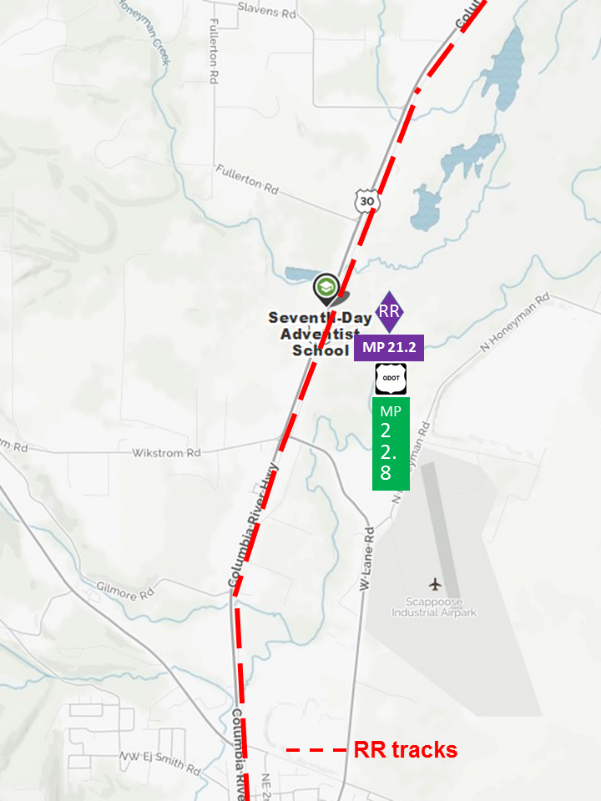 Slavens Rd
Colu
Honeyman Creek
Fullerton Rd
Fullerton Rd
30
Seventh-Day
Adventist
School
RR
MP 21.2
ODOT
MP
2
2.
8
N Honeyman Rd
Wikstrom Rd
Columbia River Hwy
W Lane Rd
Gilmore Rd
Scappoose
Industrial Airpark
NW Ej Smith Rd
Columbia Rive
RR tracks